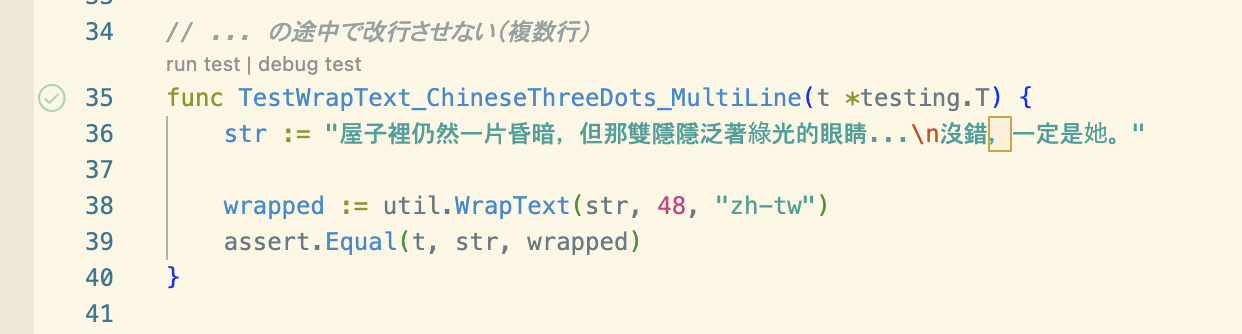 34 // ... の途中で改行させない(複数行)
run test | debug test
35 func TestWrapText_ChineseThreeDots_MultiLine(t *testing.T) {
36 str := "屋子裡仍然一片昏暗，但那雙隱隱泛著綠光的眼睛...\n沒錯，一定是她。"
37
38 wrapped := util.WrapText(str, 48, "zh-tw")
39 assert.Equal(t, str, wrapped)
40 }
41